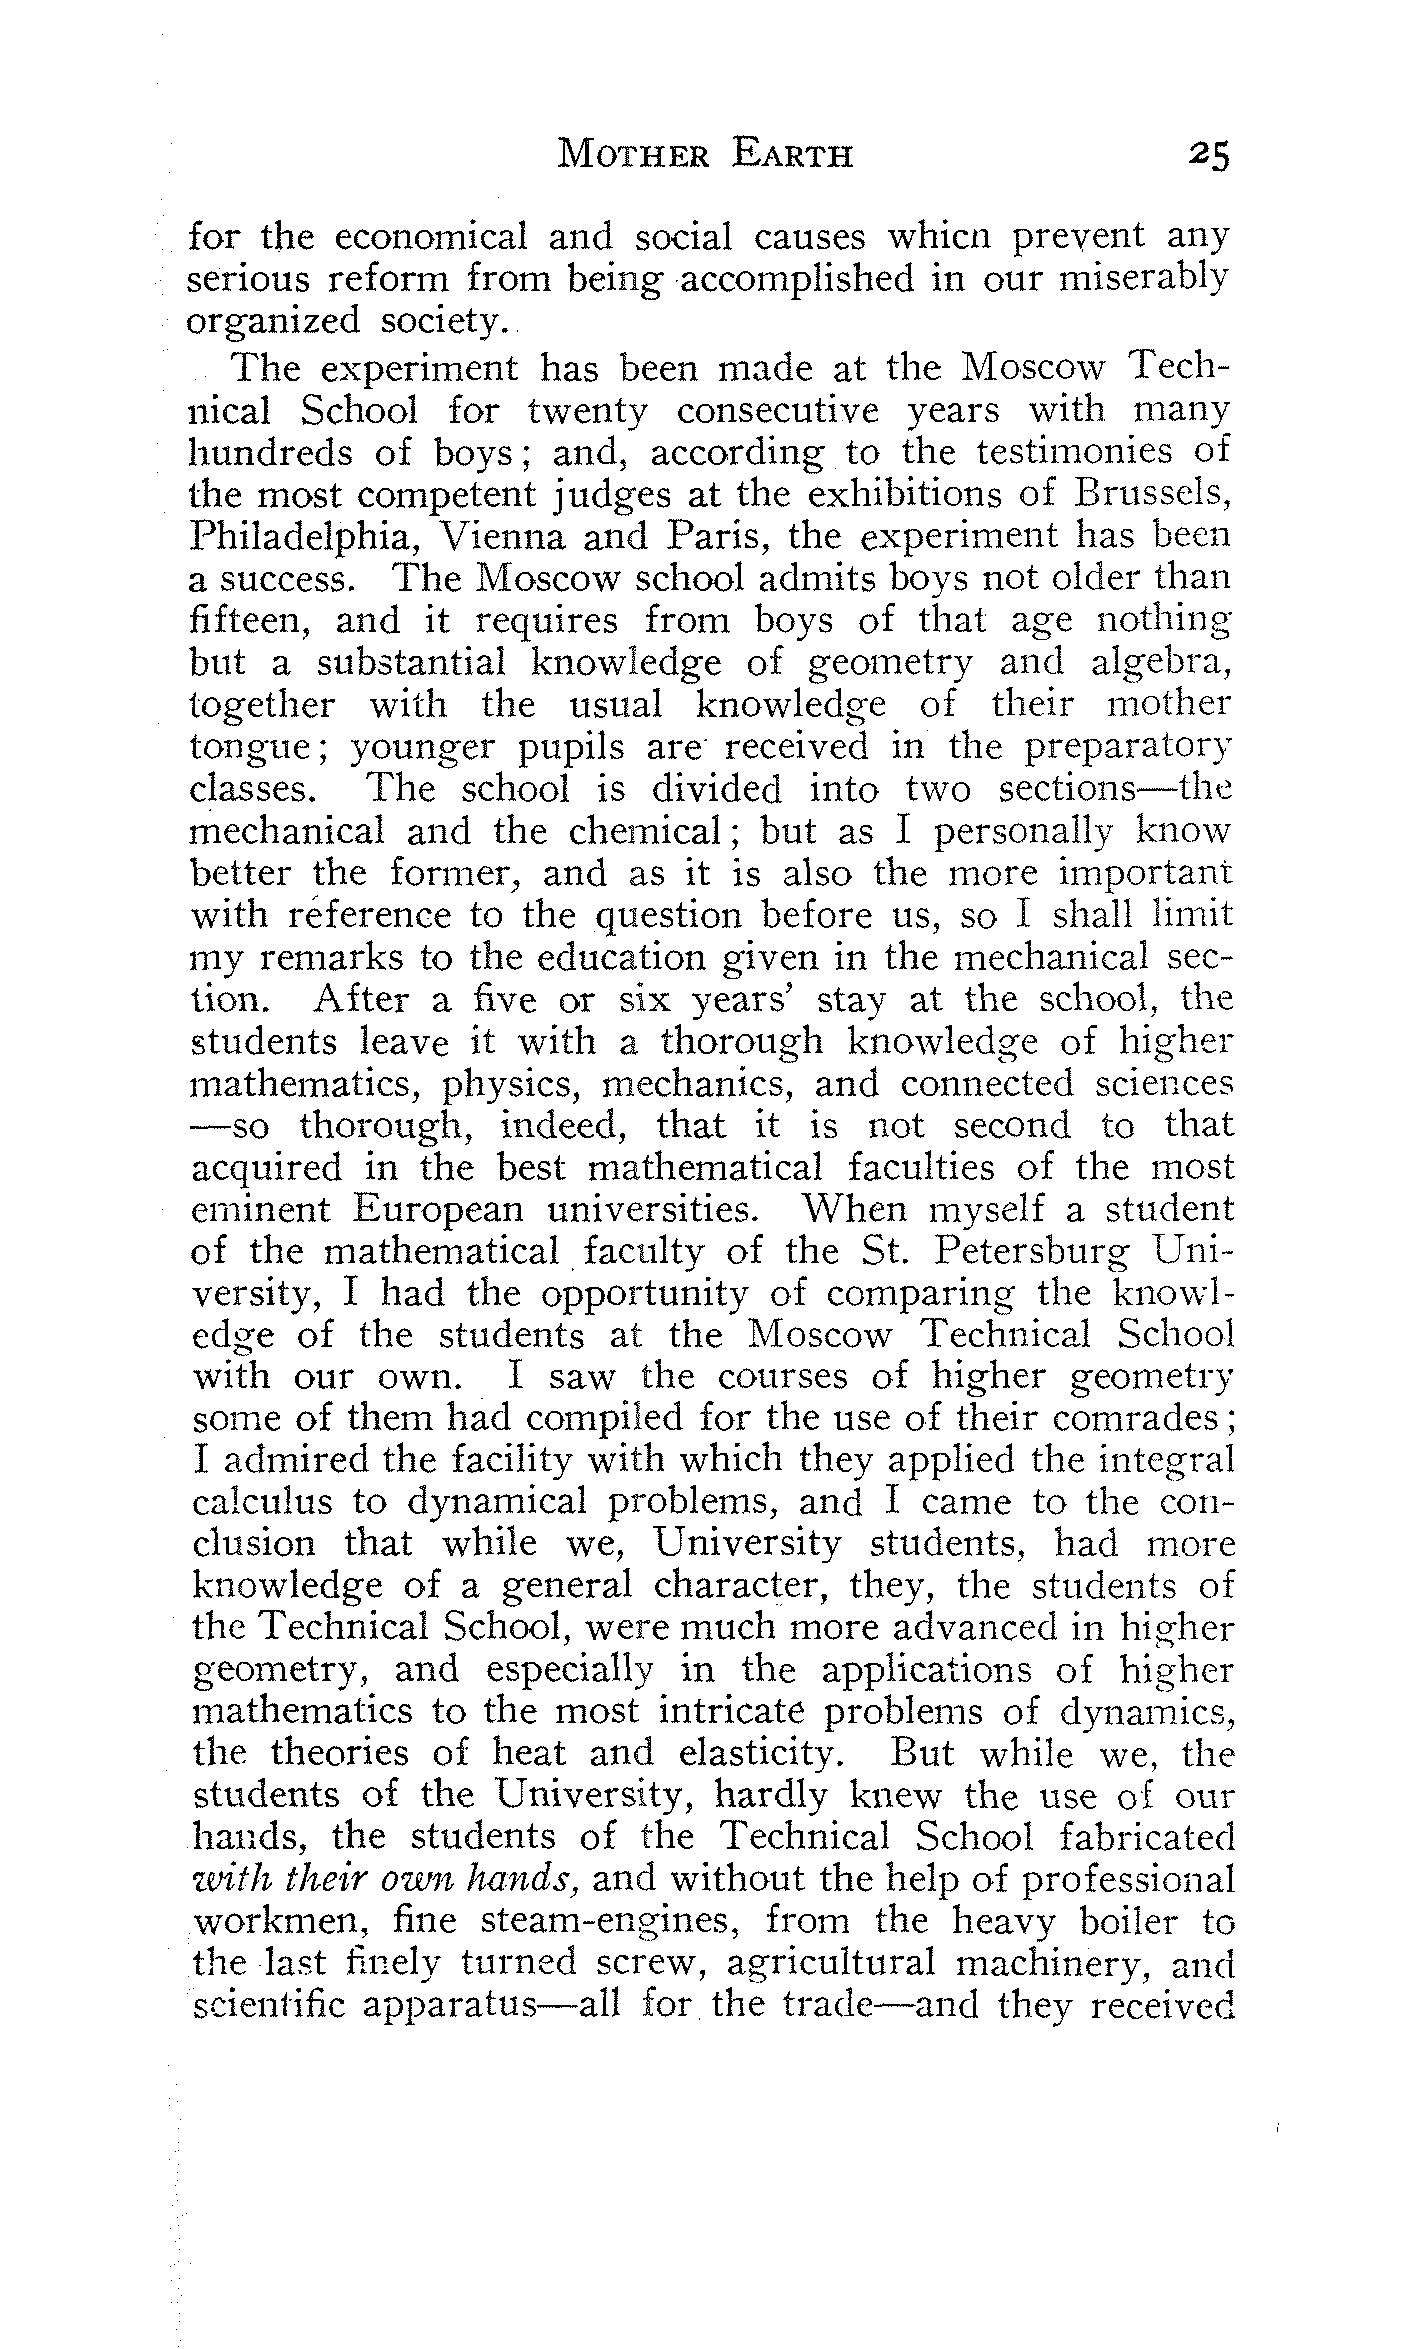 MOTHER EARTH 25
for the economical and social causes which prevent any
serious reform from being accomplished in our miserably
organized society.
The experiment has been made at the Moscow Tech-
nical School for twenty consecutive years with many
hundreds of boys; and, according to the testimonies of
the most competent judges at the exhibitions of Brussels,
Philadelphia, Vienna and Paris, the experiment has been
a success. The Moscow school admits boys not older than
fifteen, and it requires from boys of that age nothing
but a substantial knowledge of geometry and algebra,
together with the usual knowledge of their mother
tongue; younger pupils are received in the preparatory
classes. The school is divided into two sections—the
mechanical and the chemical; but as I personally know
better the former, and as it is also the more important
with reference to the question before us, so I shall limit
my remarks to the education given in the mechanical sec-
tion. After a five or six years' stay at the school, the
students leave it with a thorough knowledge of higher
mathematics, physics, mechanics, and connected sciences
—so thorough, indeed, that it is not second to that
acquired in the best mathematical faculties of the most
eminent European universities. When myself a student
of the mathematical faculty of the St. Petersburg Uni-
versity, I had the opportunity of comparing the knowl-
edge of the students at the Moscow Technical School
with our own. I saw the courses of higher geometry
some of them had compiled for the use of their comrades;
I admired the facility with which they applied the integral
calculus to dynamical problems, and I came to the con-
clusion that while we, University students, had more
knowledge of a general character, they, the students of
the Technical School, were much more advanced in higher
geometry, and especially in the applications of higher
mathematics to the most intricate problems of dynamics,
the theories of heat and elasticity. But while we, the
students of the University, hardly knew the use of our
hands, the students of the Technical School fabricated
with their own hands, and without the help of professional
workmen, fine steam-engines, from the heavy boiler to
the last finely turned screw, agricultural machinery, and
scientific apparatus—all for the trade—and they received